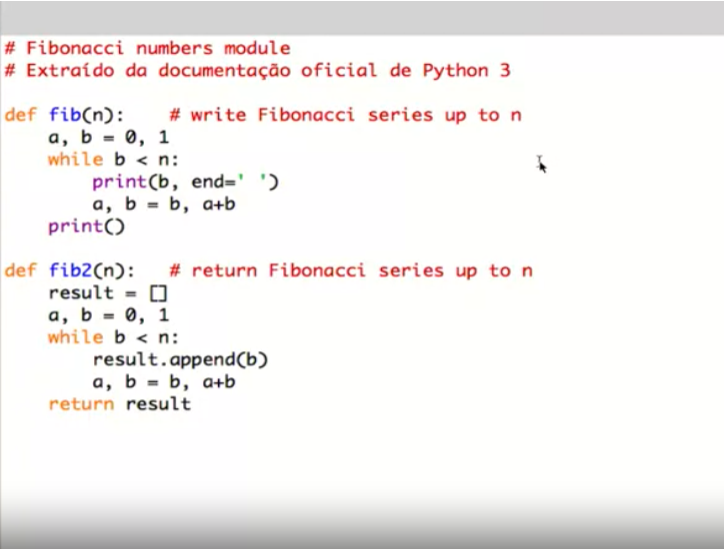 # Fibonacci numbers module
# Extraído da documentação oficial de Python 3
def fib(n):    # write Fibonacci series up to n
    a, b = 0, 1
    while b < n:
        print(b, end=' ')
        a, b = b, a+b
    print()
def fib2(n):   # return Fibonacci series up to n
    result = []
    a, b = 0, 1
    while b < n:
        result.append(b)
        a, b = b, a+b
    return result